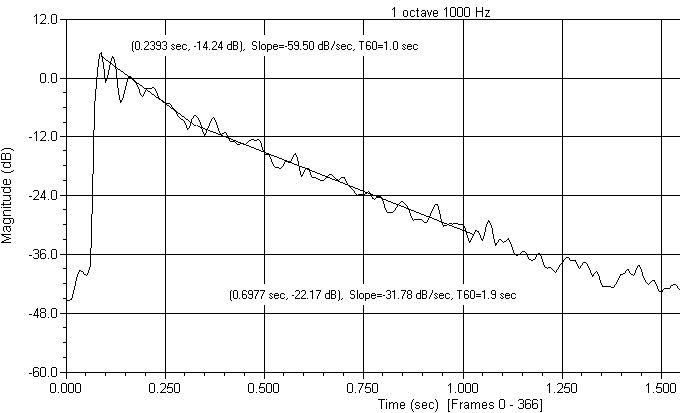 1 octave 1000 Hz
12.0
(0.2393 sec, -14.24 dB),  Slope=-59.50 dB/sec, T60=1.0 sec
0.0
-12.0
Magnitude (dB)
-24.0
-36.0
(0.6977 sec, -22.17 dB),  Slope=-31.78 dB/sec, T60=1.9 sec
-48.0
-60.0
0.000 0.250 0.500 0.750 1.000 1.250 1.500
Time (sec)  [Frames 0 - 366]